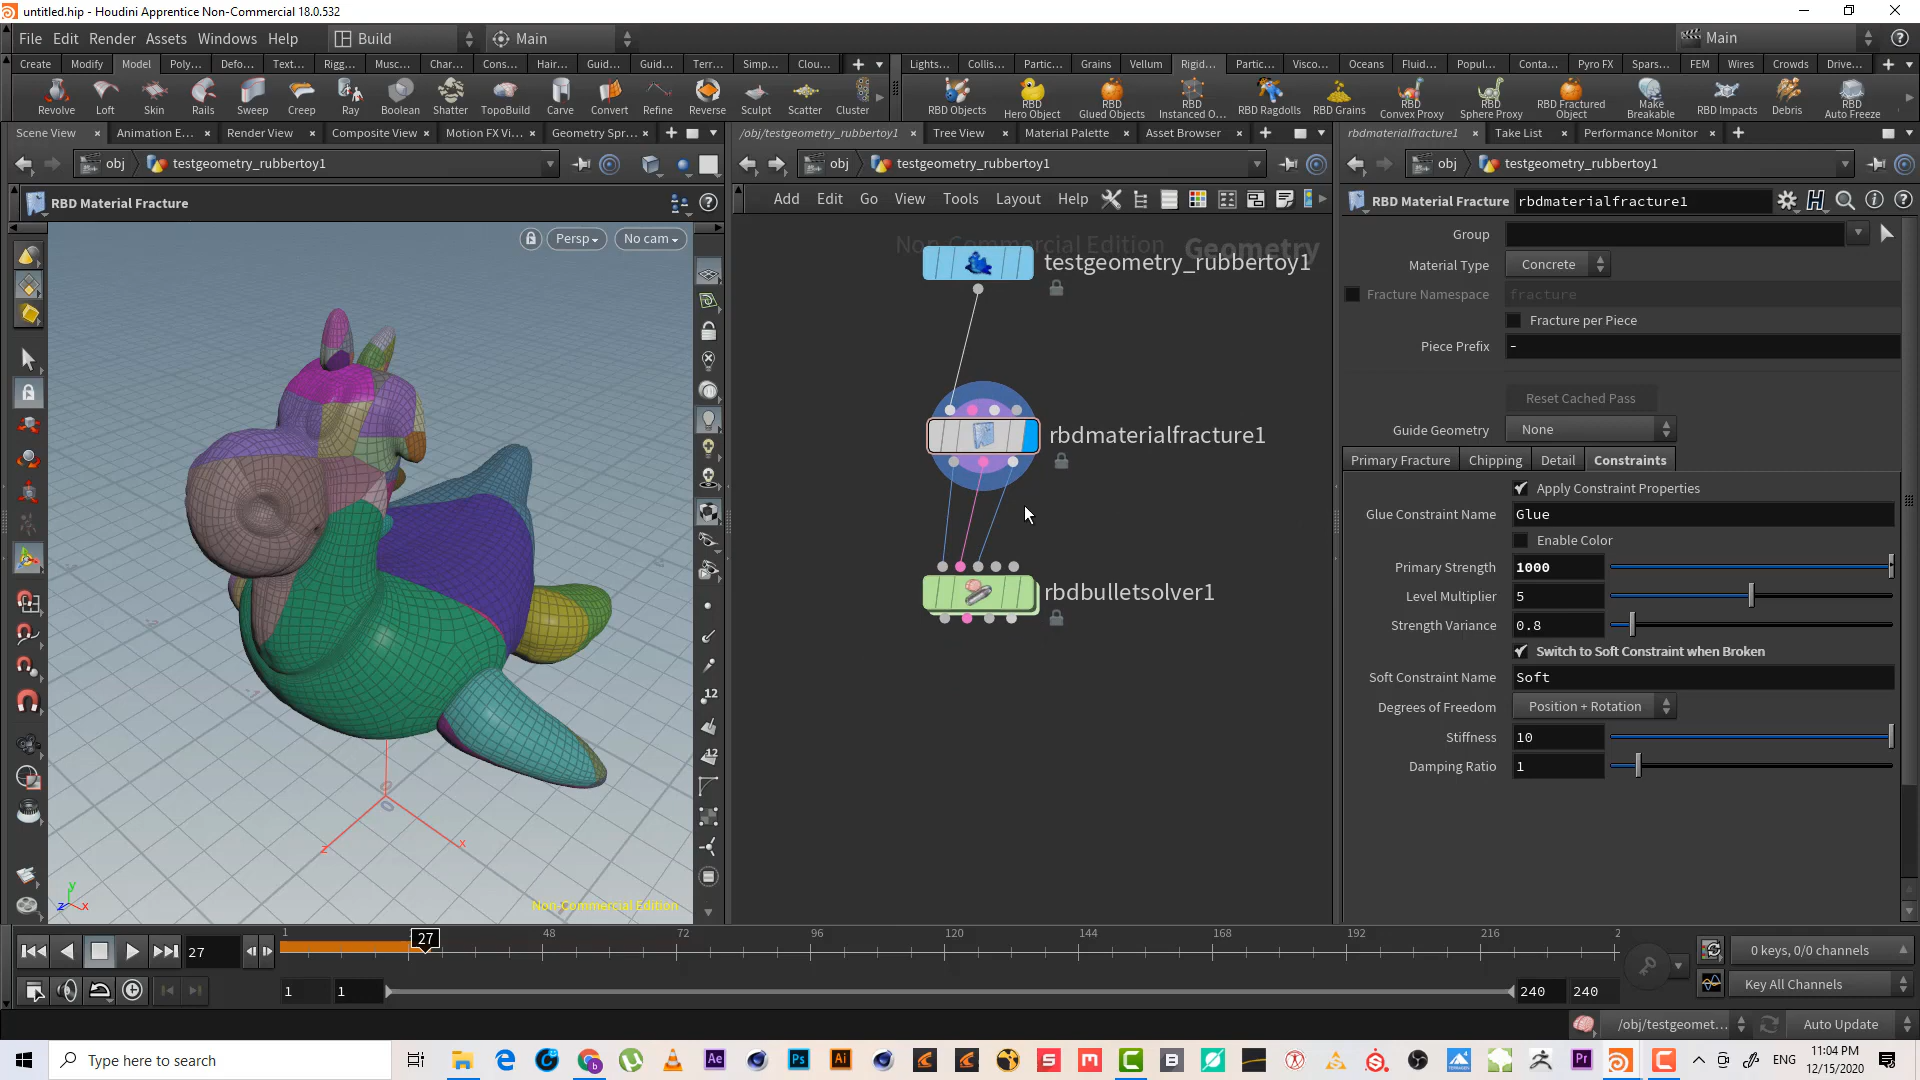 untitled.hip - Houdini Apprentice Non-Commercial 18.0.532
File Edit Render Assets Windows Help Build Main Main
Create Modify Model Poly... Defo... Text... Rigg... Musc... Char... Cons... Hair... Guid... Guid... Terr... Simp... Clou...
Lights... Collis... Partic... Grains Vellum Rigid... Partic... Visco... Oceans Fluid... Popul... Conta... Pyro FX Spars... FEM Wires Crowds Drive...
Revolve Loft Skin Rails Sweep Creep Ray Boolean Shatter TopoBuild Carve Convert Refine Reverse Sculpt Scatter Cluster
RBD Objects RBD Hero Object RBD Glued Objects RBD Instanced O... RBD Ragdolls RBD Grains RBD Convex Proxy RBD Sphere Proxy RBD Fractured Object Make Breakable RBD Impacts Debris RBD Auto Freeze
Scene View Animation E... Render View Composite View Motion FX Vi... Geometry Spr...
/obj/testgeometry_rubbertoy1 Tree View Material Palette Asset Browser
rbdmaterialfracture1 Take List Performance Monitor
obj testgeometry_rubbertoy1
obj testgeometry_rubbertoy1
obj testgeometry_rubbertoy1
RBD Material Fracture
Persp No cam
Non-Commercial Edition
12
12
0
0
z x
y
z x
Add Edit Go View Tools Layout Help
Non-Commercial Edition Geometry
testgeometry_rubbertoy1
rbdmaterialfracture1
rbdbulletsolver1
RBD Material Fracture rbdmaterialfracture1
Group
Material Type Concrete
Fracture Namespace fracture
Fracture per Piece
Piece Prefix -
Reset Cached Pass
Guide Geometry None
Primary Fracture Chipping Detail Constraints
Apply Constraint Properties
Glue Constraint Name Glue
Enable Color
Primary Strength 1000
Level Multiplier 5
Strength Variance 0.8
Switch to Soft Constraint when Broken
Soft Constraint Name Soft
Degrees of Freedom Position + Rotation
Stiffness 10
Damping Ratio 1
27 1 27 48 72 96 120 144 168 192 216 2
0 keys, 0/0 channels
1 1 240 240
Key All Channels
/obj/testgeomet... Auto Update
Type here to search
ENG 11:04 PM
12/15/2020